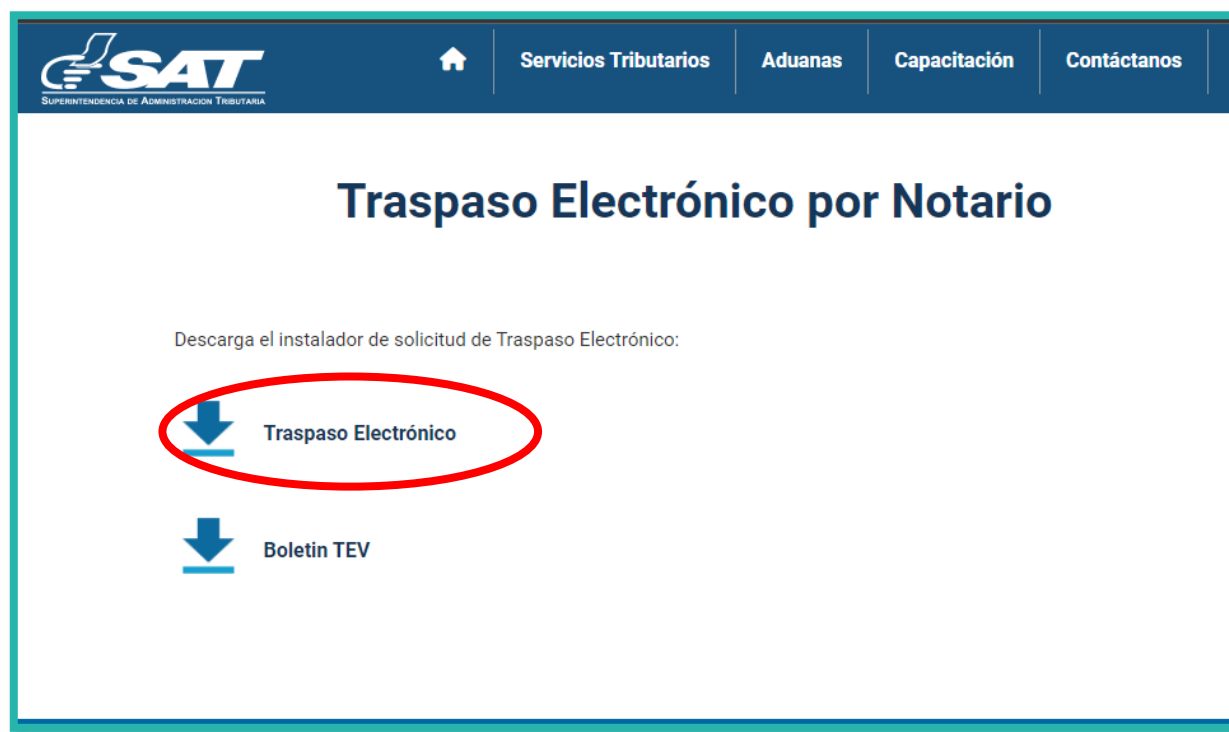 SAT
SUPERINTENDENCIA DE ADMINISTRACION TRIBUTARIA
Servicios Tributarios
Aduanas
Capacitación
Contáctanos
Traspaso Electrónico por Notario
Descarga el instalador de solicitud de Traspaso Electrónico:
Traspaso Electrónico
Boletin TEV